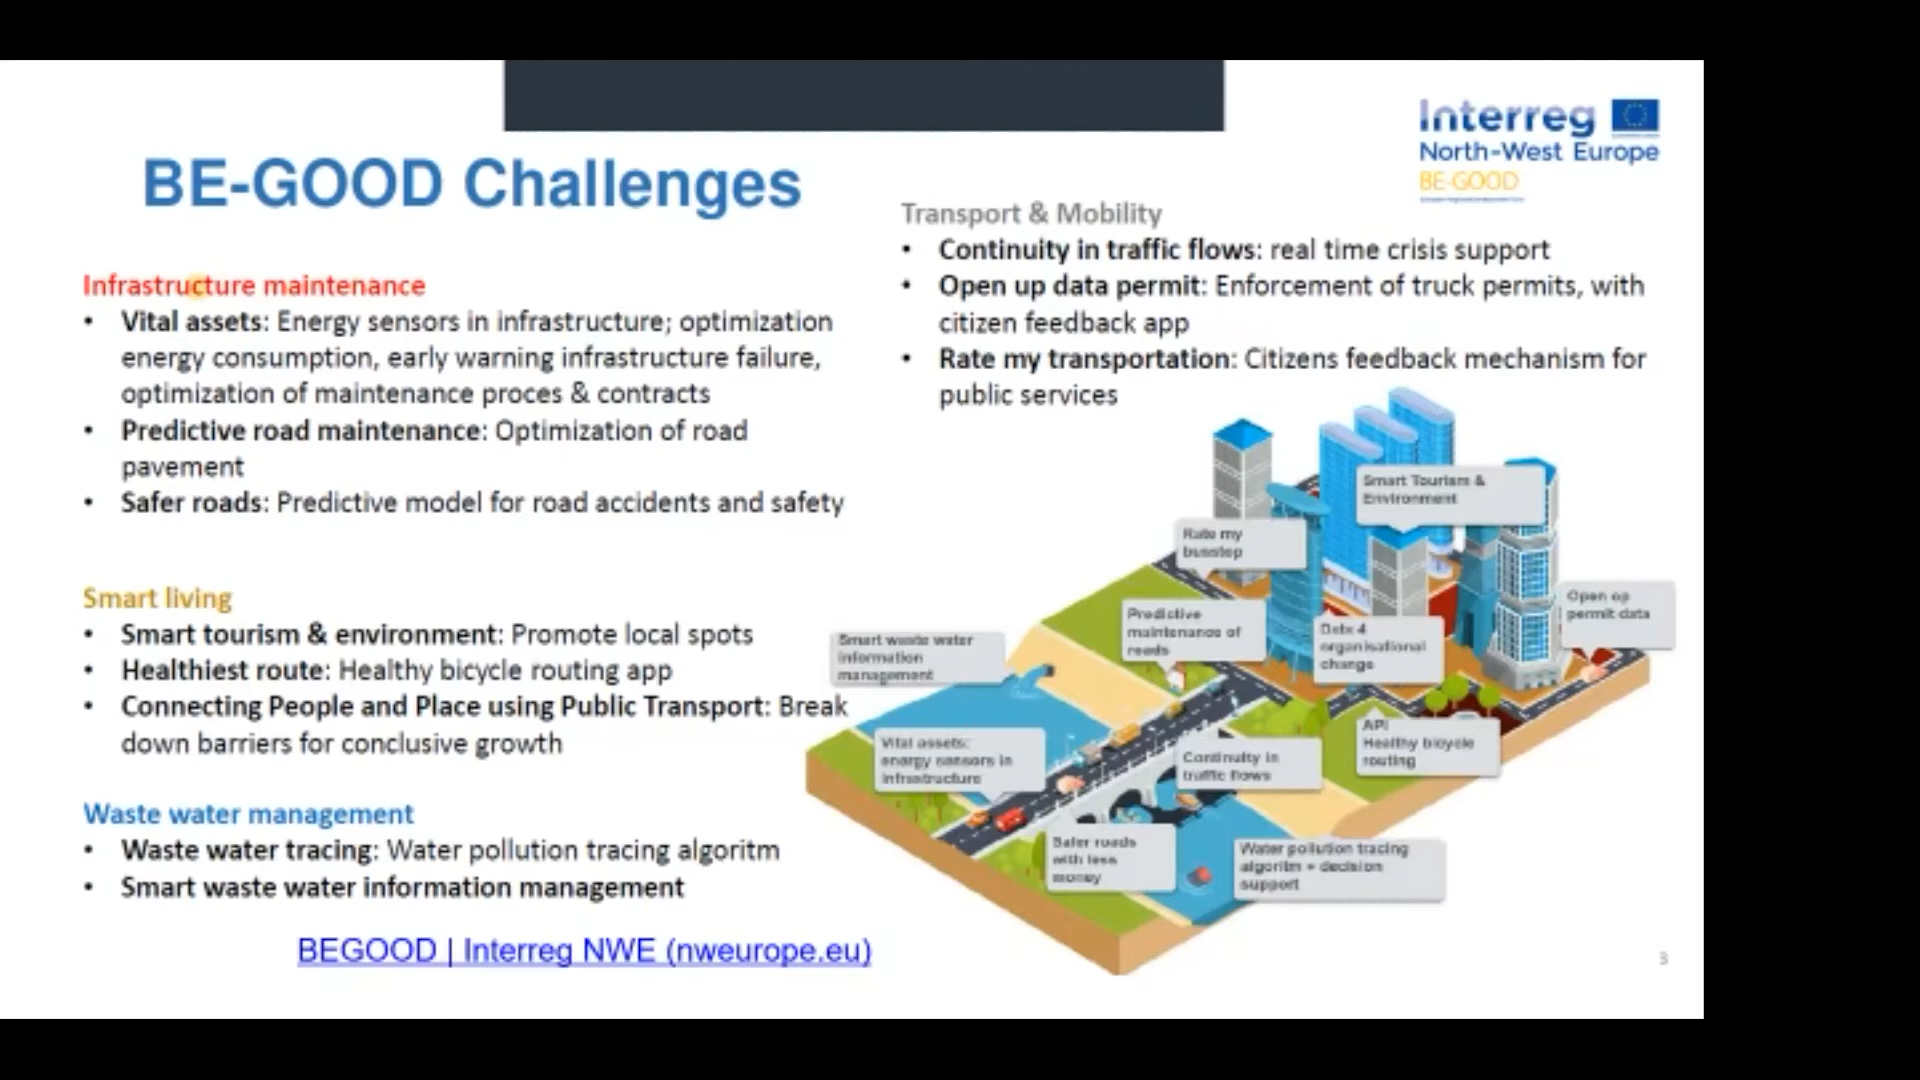 BE-GOOD Challenges
Infrastructure maintenance
• Vital assets: Energy sensors in infrastructure; optimization
energy consumption, early warning infrastructure failure,
optimization of maintenance proces & contracts
• Predictive road maintenance: Optimization of road
pavement
• Safer roads: Predictive model for road accidents and safety
Smart living
• Smart tourism & environment: Promote local spots
• Healthiest route: Healthy bicycle routing app
• Connecting People and Place using Public Transport: Break
down barriers for conclusive growth
Waste water management
• Waste water tracing: Water pollution tracing algoritm
• Smart waste water information management
BEGOOD | Interreg NWE (nweurope.eu)
Interreg
North-West Europe
BE-GOOD
Transport & Mobility
• Continuity in traffic flows: real time crisis support
• Open up data permit: Enforcement of truck permits, with
citizen feedback app
• Rate my transportation: Citizens feedback mechanism for
public services
Smart Tourism &
Environment
Rate my
busstop
Open op
permit data
Predictive
maintenance of
roads
Data 4
organisational
change
Smart waste water
information
management
API
Healthy bicycle
routing
Vital assets:
energy sensors in
infrastructure
Continuity in
traffic flows
Safer roads
with less
money
Water pollution tracing
algoritm + decision
support
3